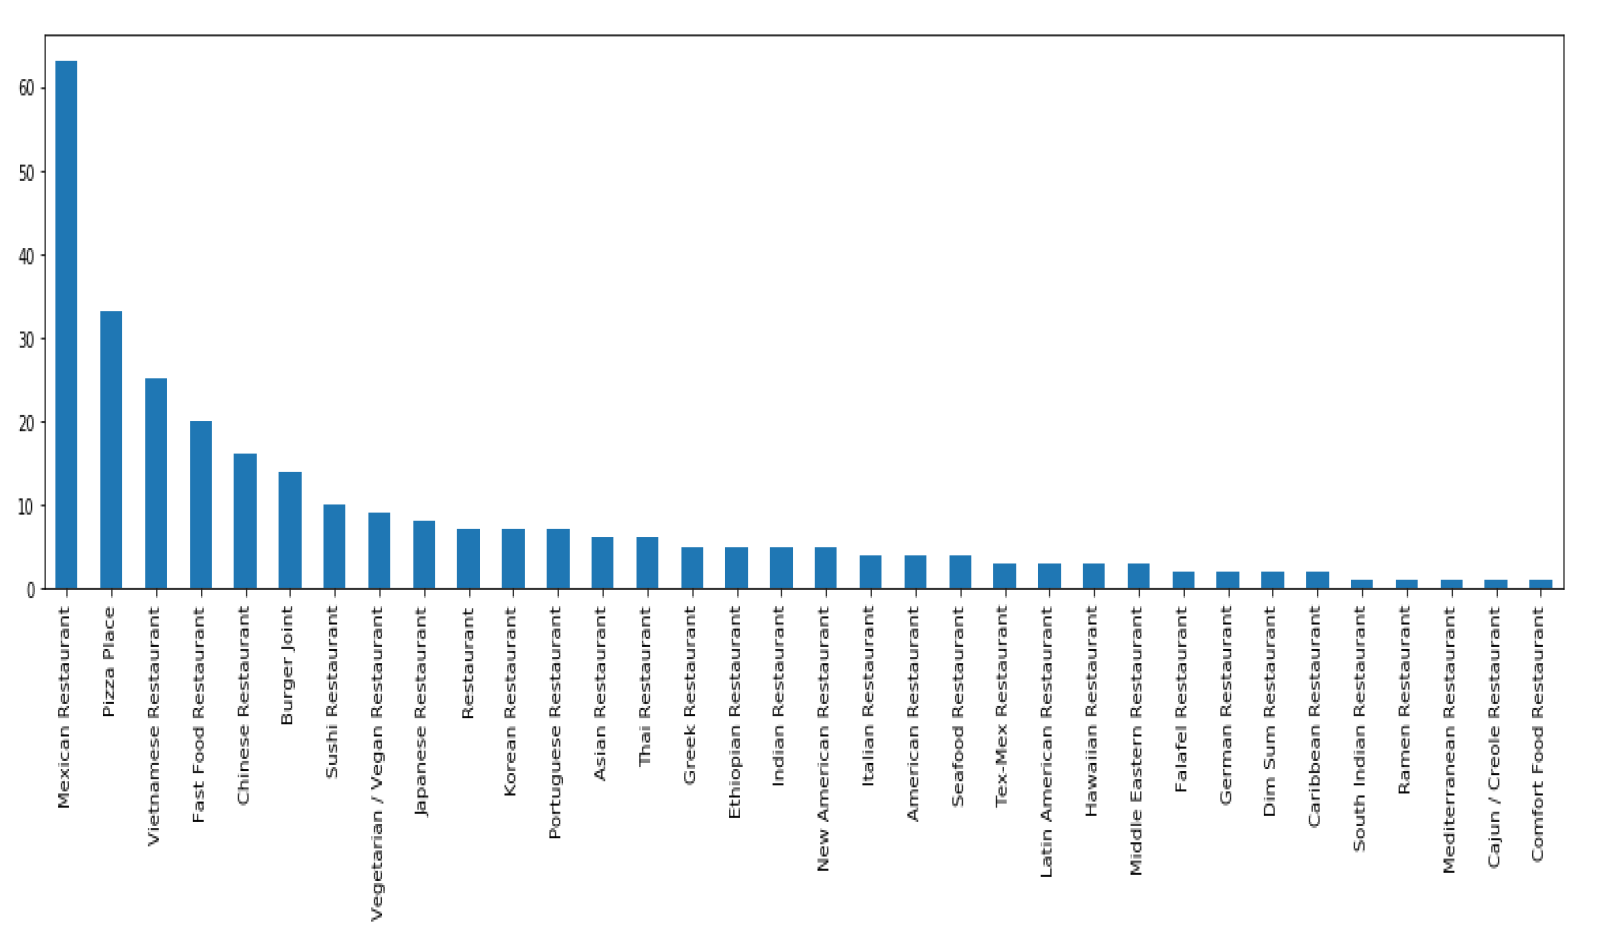 60
50
40
30
20
10
0
Mexican Restaurant
Pizza Place
Vietnamese Restaurant
Fast Food Restaurant
Chinese Restaurant
Burger Joint
Sushi Restaurant
Vegetarian / Vegan Restaurant
Japanese Restaurant
Restaurant
Korean Restaurant
Portuguese Restaurant
Asian Restaurant
Thai Restaurant
Greek Restaurant
Ethiopian Restaurant
Indian Restaurant
New American Restaurant
Italian Restaurant
American Restaurant
Seafood Restaurant
Tex-Mex Restaurant
Latin American Restaurant
Hawaiian Restaurant
Middle Eastern Restaurant
Falafel Restaurant
German Restaurant
Dim Sum Restaurant
Caribbean Restaurant
South Indian Restaurant
Ramen Restaurant
Mediterranean Restaurant
Cajun / Creole Restaurant
Comfort Food Restaurant